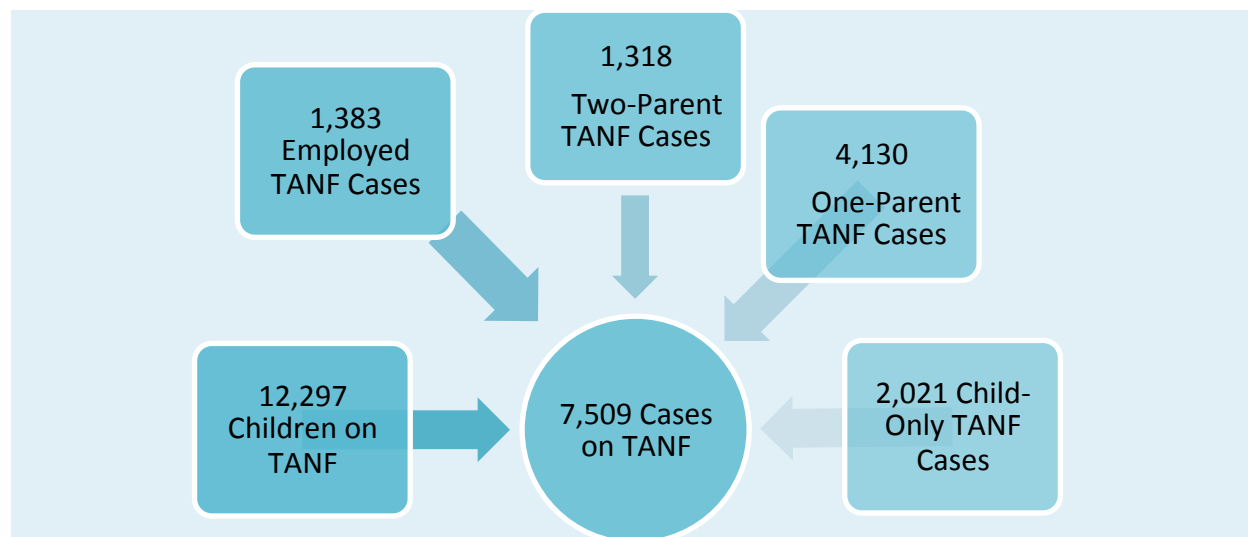 1,318
Two-Parent
TANF Cases
1,383
Employed
TANF Cases
4,130
One-Parent
TANF Cases
12,297
Children on
TANF
7,509 Cases
on TANF
2,021 Child-
Only TANF
Cases